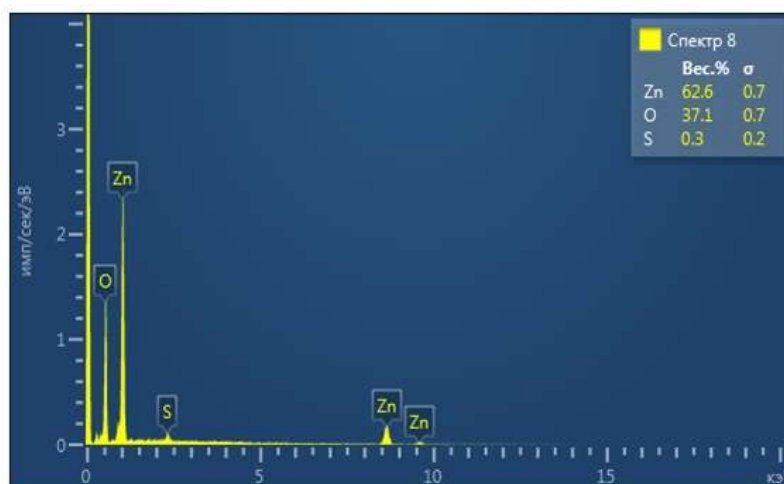 Спектр 8
Вес.% σ
Zn 62.6 0.7
O 37.1 0.7
S 0.3 0.2
имп/сек/эВ
3
2
1
0
Zn
O
S
Zn
Zn
0 5 10 15 кэ